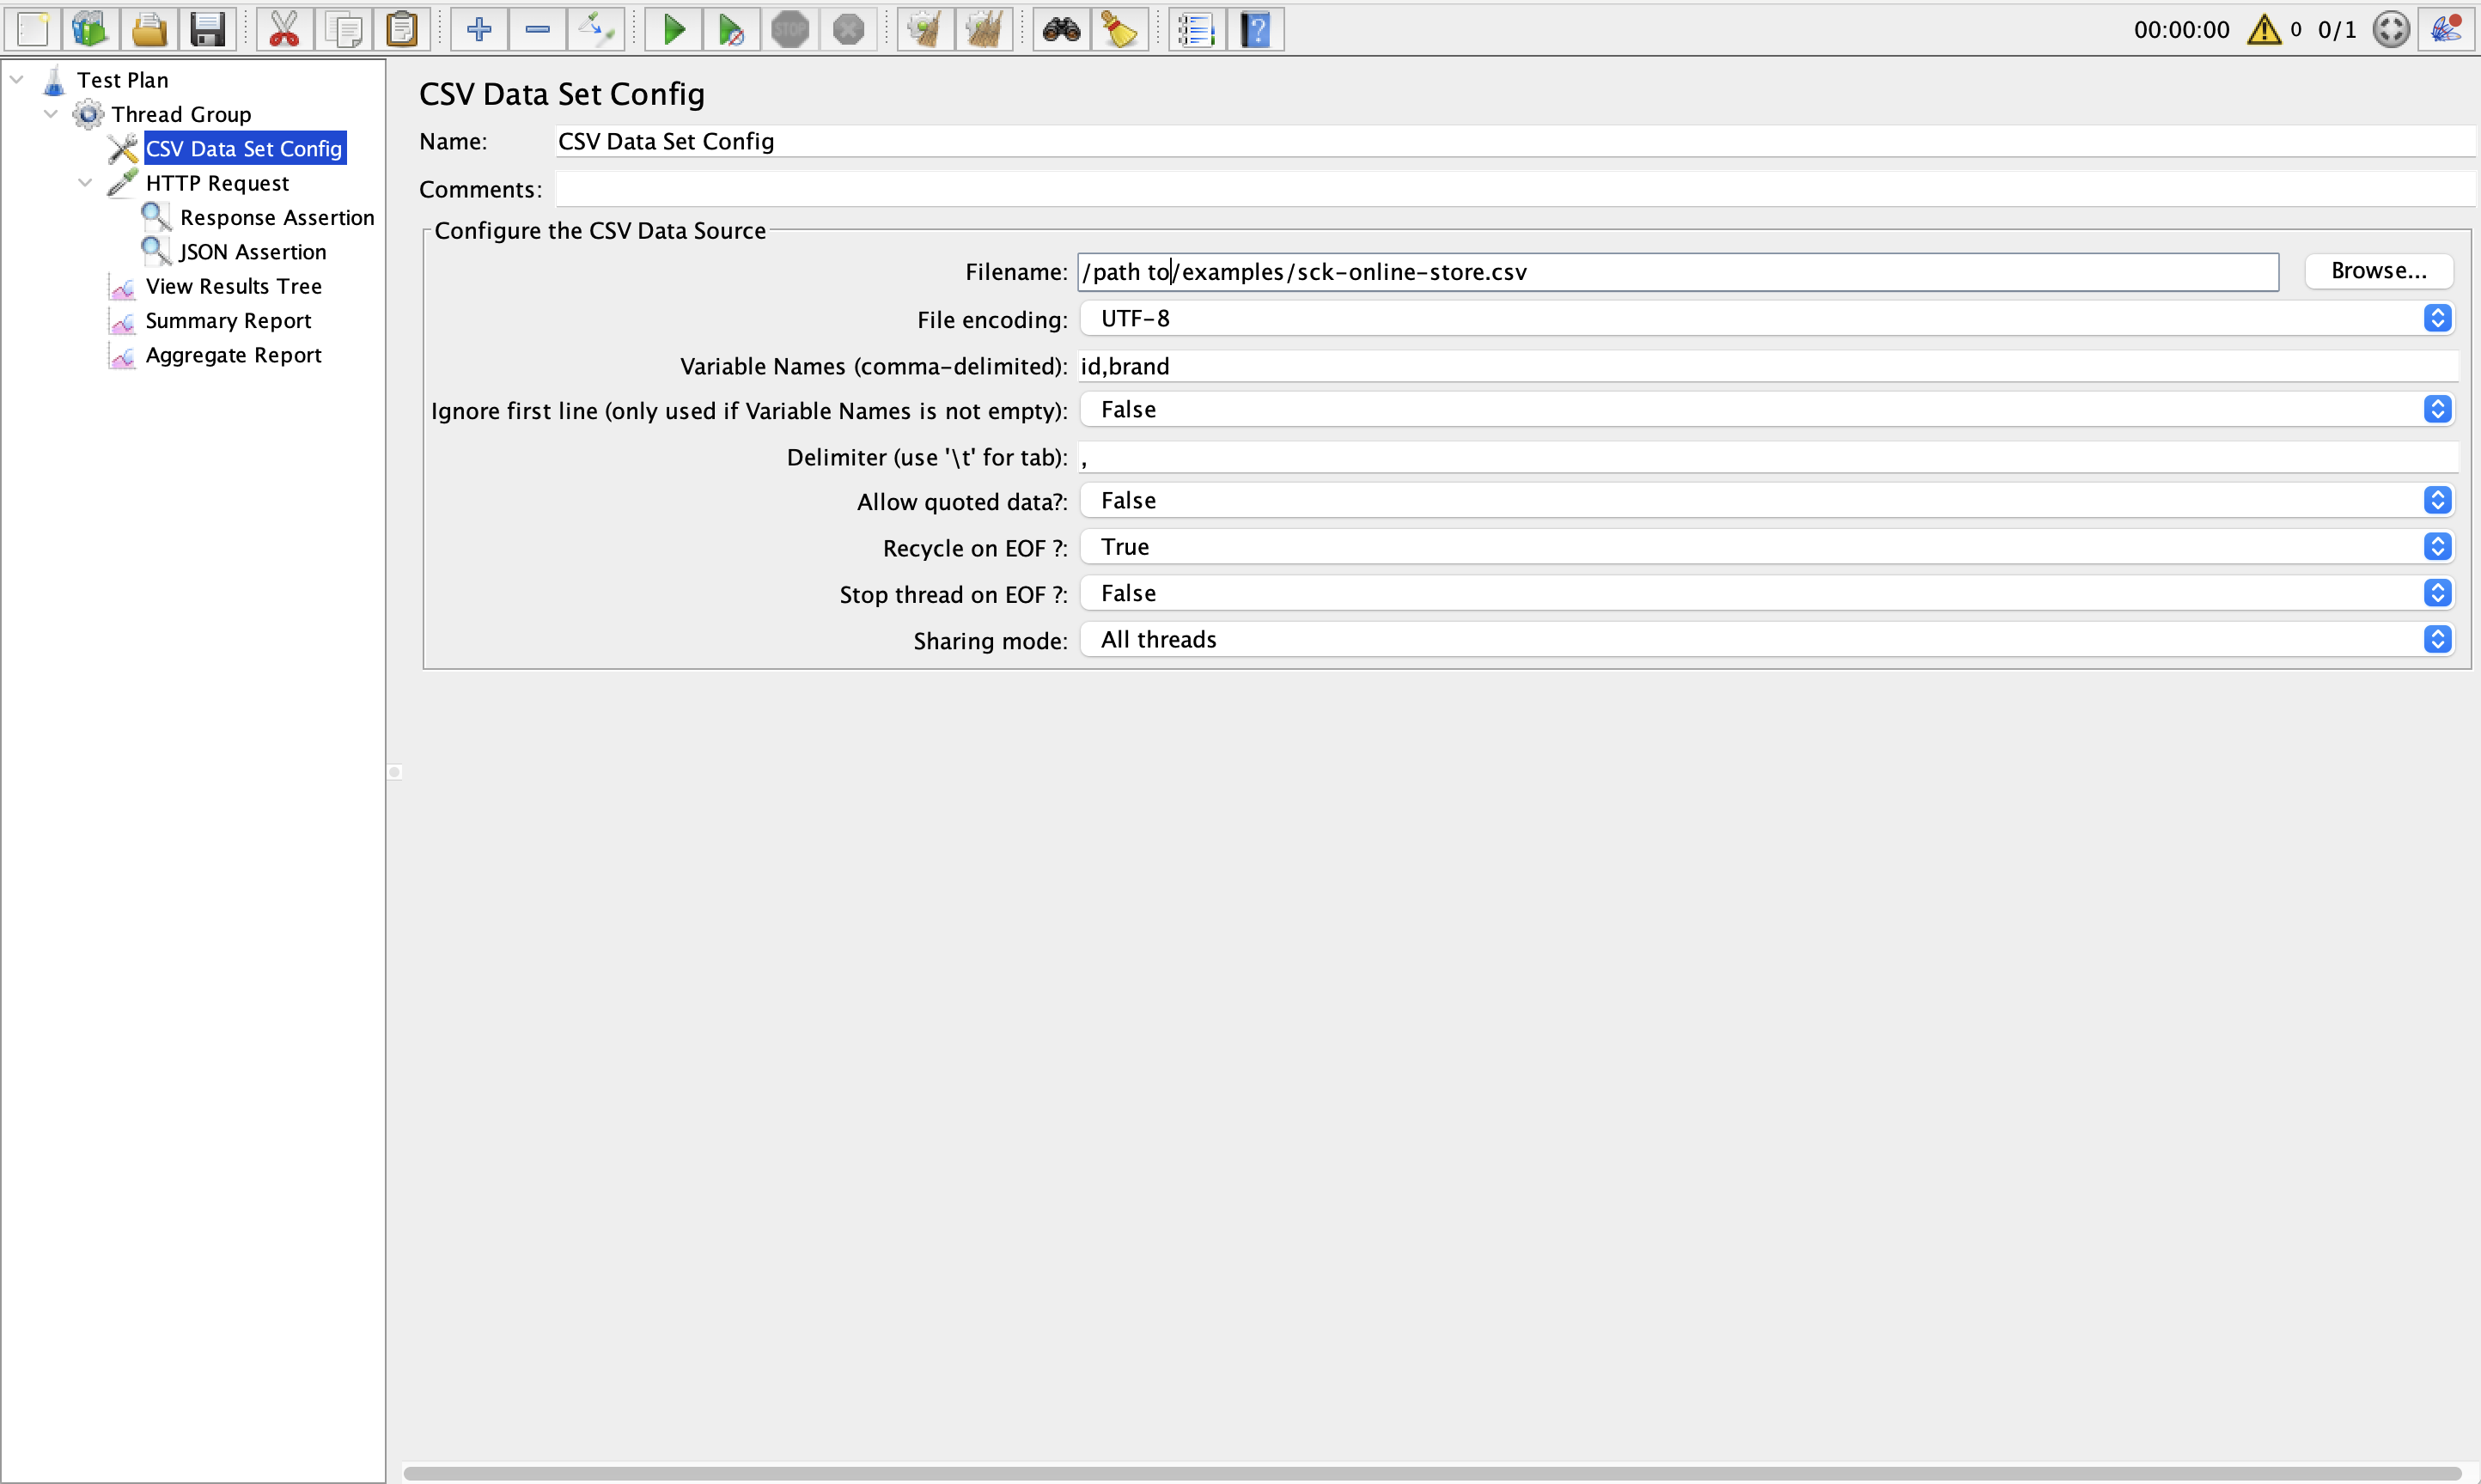 STOP
00:00:00
0
0/1
Test Plan
Thread Group
CSV Data Set Config
HTTP Request
Response Assertion
JSON Assertion
View Results Tree
Summary Report
Aggregate Report
CSV Data Set Config
Name: CSV Data Set Config
Comments:
Configure the CSV Data Source
Filename: /path to/examples/sck-online-store.csv Browse...
File encoding: UTF-8
Variable Names (comma-delimited): id,brand
Ignore first line (only used if Variable Names is not empty): False
Delimiter (use '\t' for tab): ,
Allow quoted data?: False
Recycle on EOF ?: True
Stop thread on EOF ?: False
Sharing mode: All threads